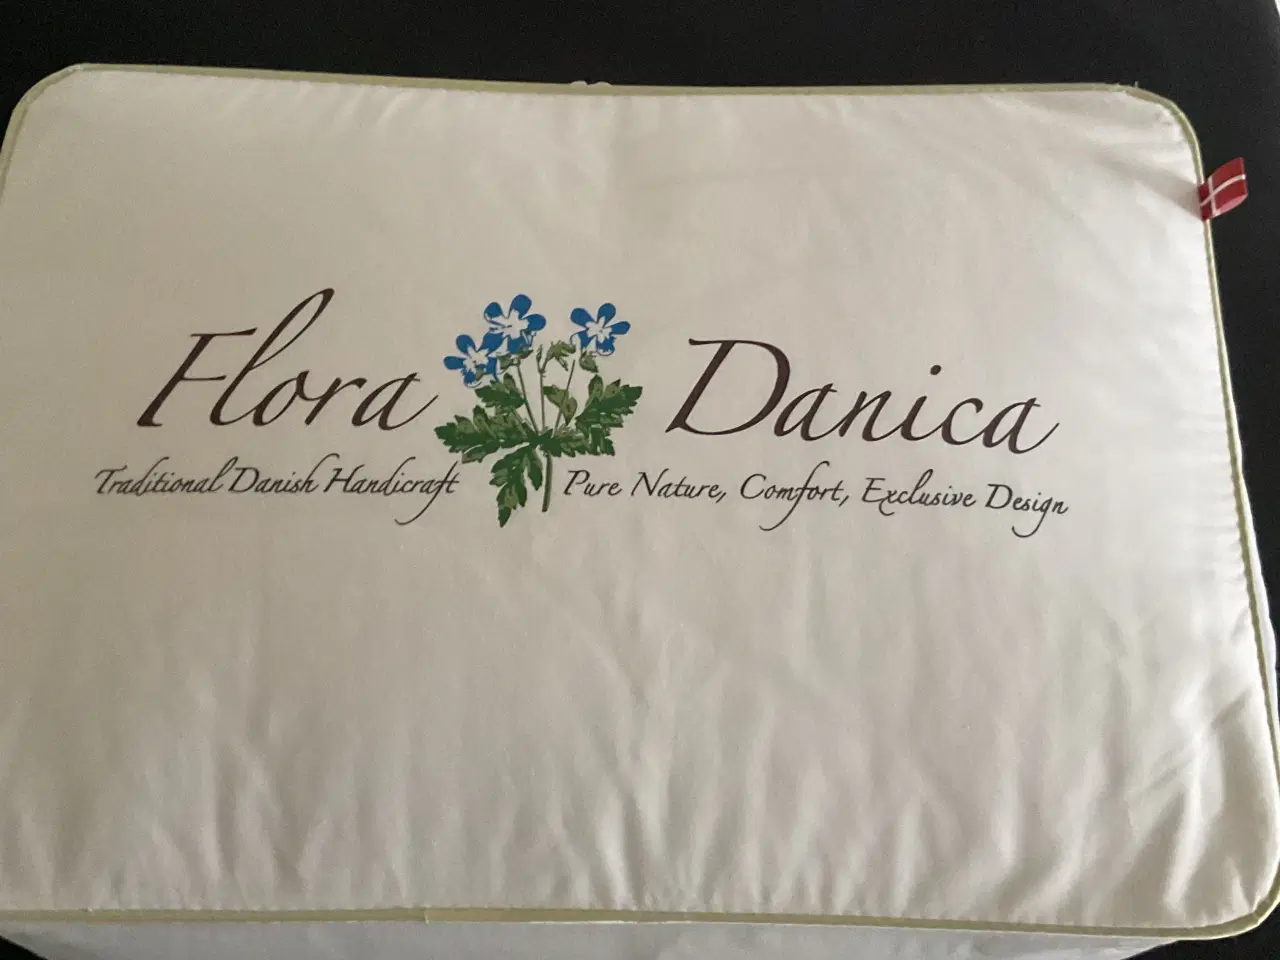 Flora Danica
Traditional Danish Handicraft Pure Nature, Comfort, Exclusive Design